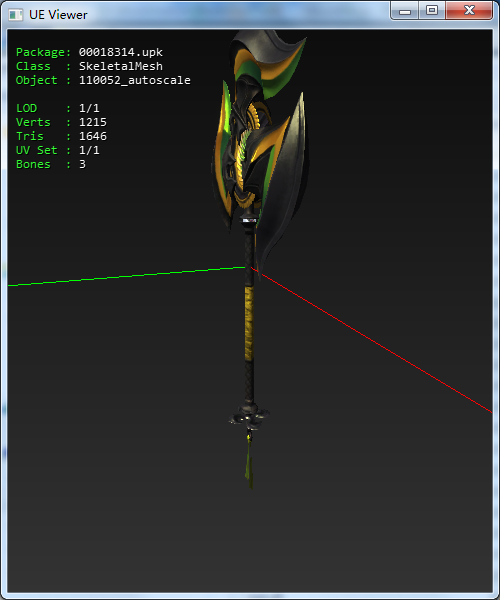 UE Viewer
Package: 00018314.upk
Class  : SkeletalMesh
Object : 110052_autoscale
LOD    : 1/1
Verts  : 1215
Tris   : 1646
UV Set : 1/1
Bones  : 3